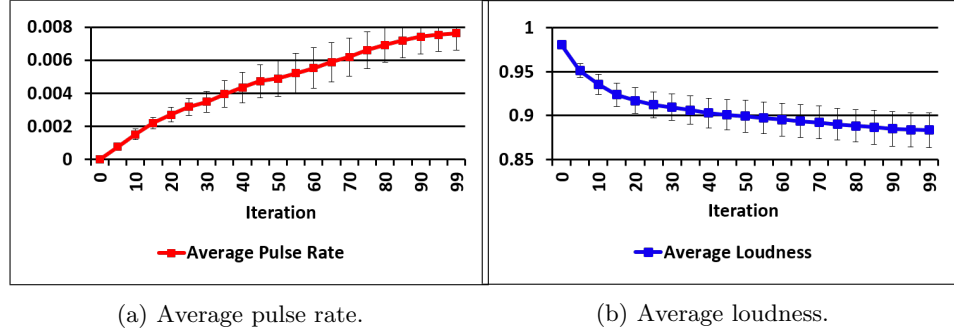 0.008
0.006
0.004
0.002
0
0 10 20 30 40 50 60 70 80 90 99
Iteration
Average Pulse Rate
(a) Average pulse rate.
1
0.95
0.9
0.85
0 10 20 30 40 50 60 70 80 90 99
Iteration
Average Loudness
(b) Average loudness.